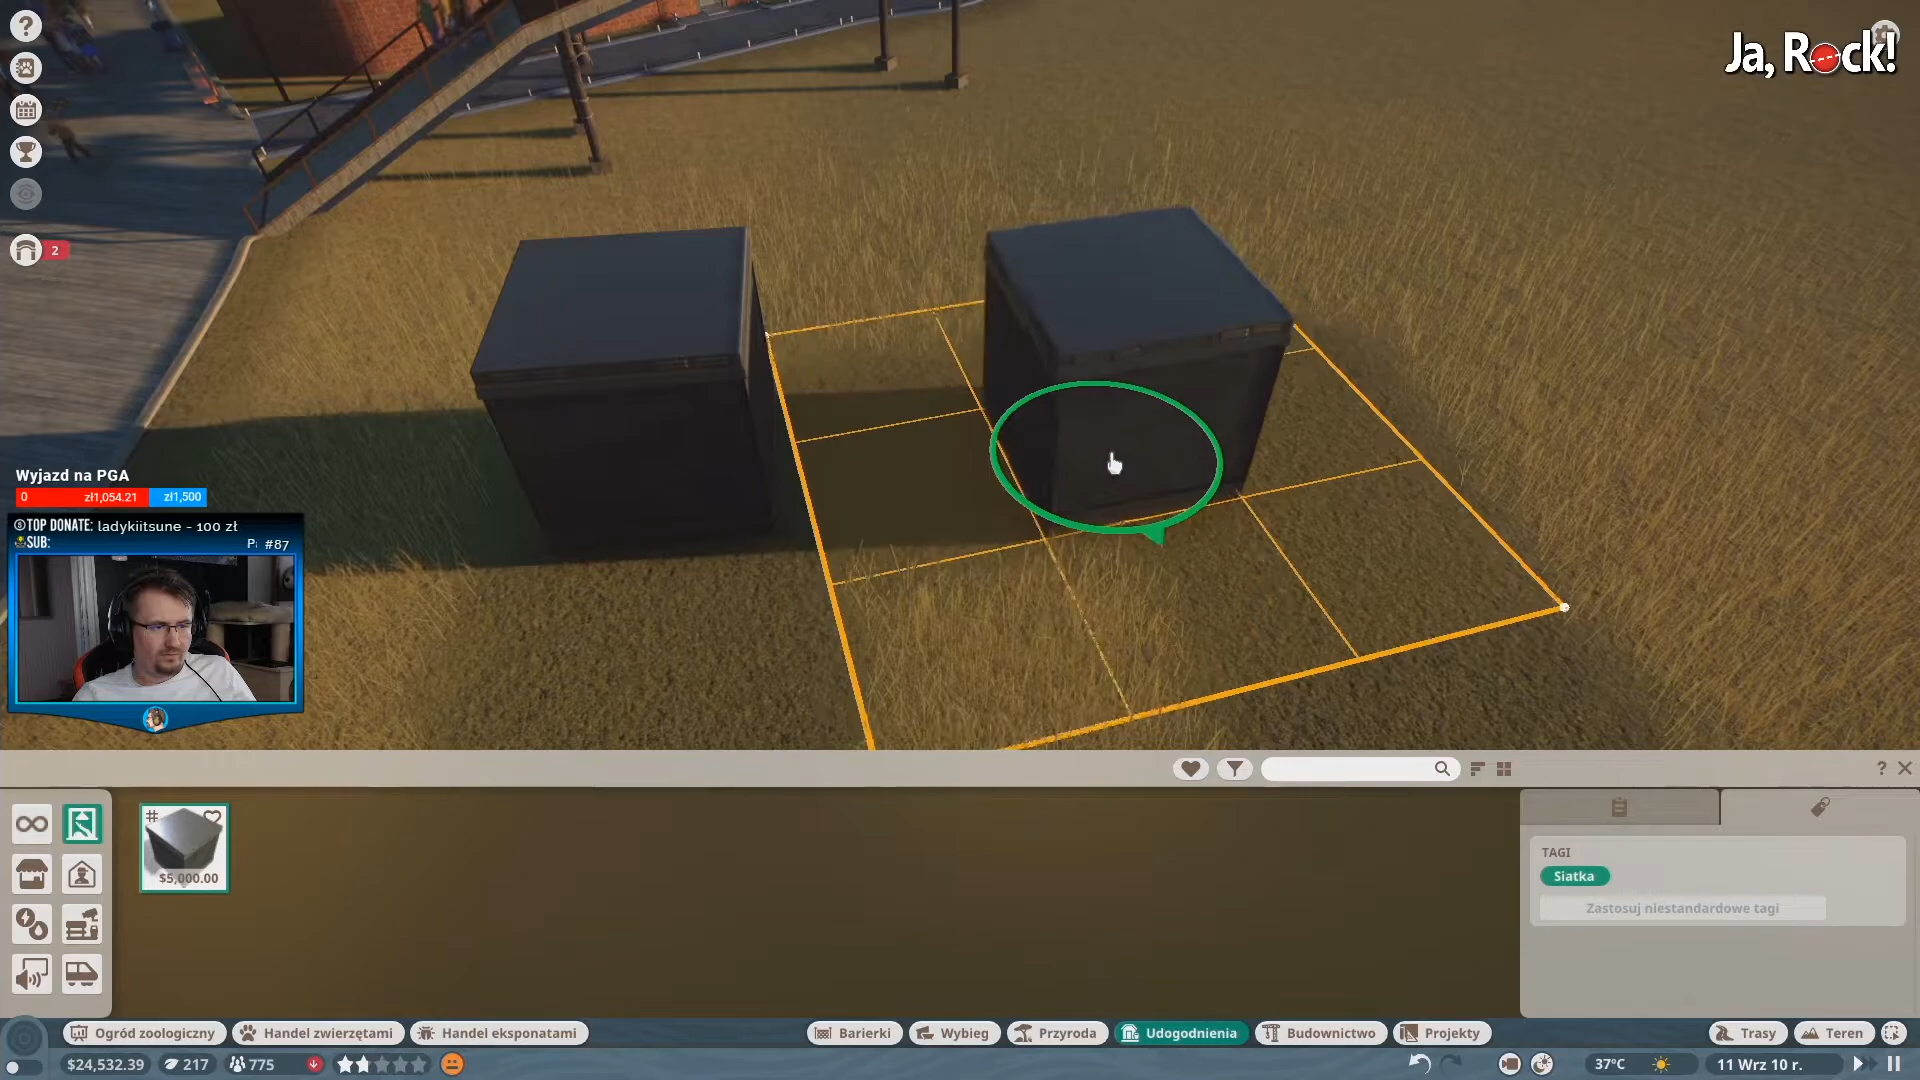 Ja, Rock!
2
Wyjazd na PGA
0 zł1,054.21 zł1,500
TOP DONATE: ladykiitsune - 100 zł
SUB: P #87
$5,000.00
TAGI
Siatka
Zastosuj niestandardowe tagi
Ogród zoologiczny Handel zwierzętami Handel eksponatami Barierki Wybieg Przyroda Udogodnienia Budownictwo Projekty Trasy Teren
$24,532.39 217 775 37°C 11 Wrz 10 r.